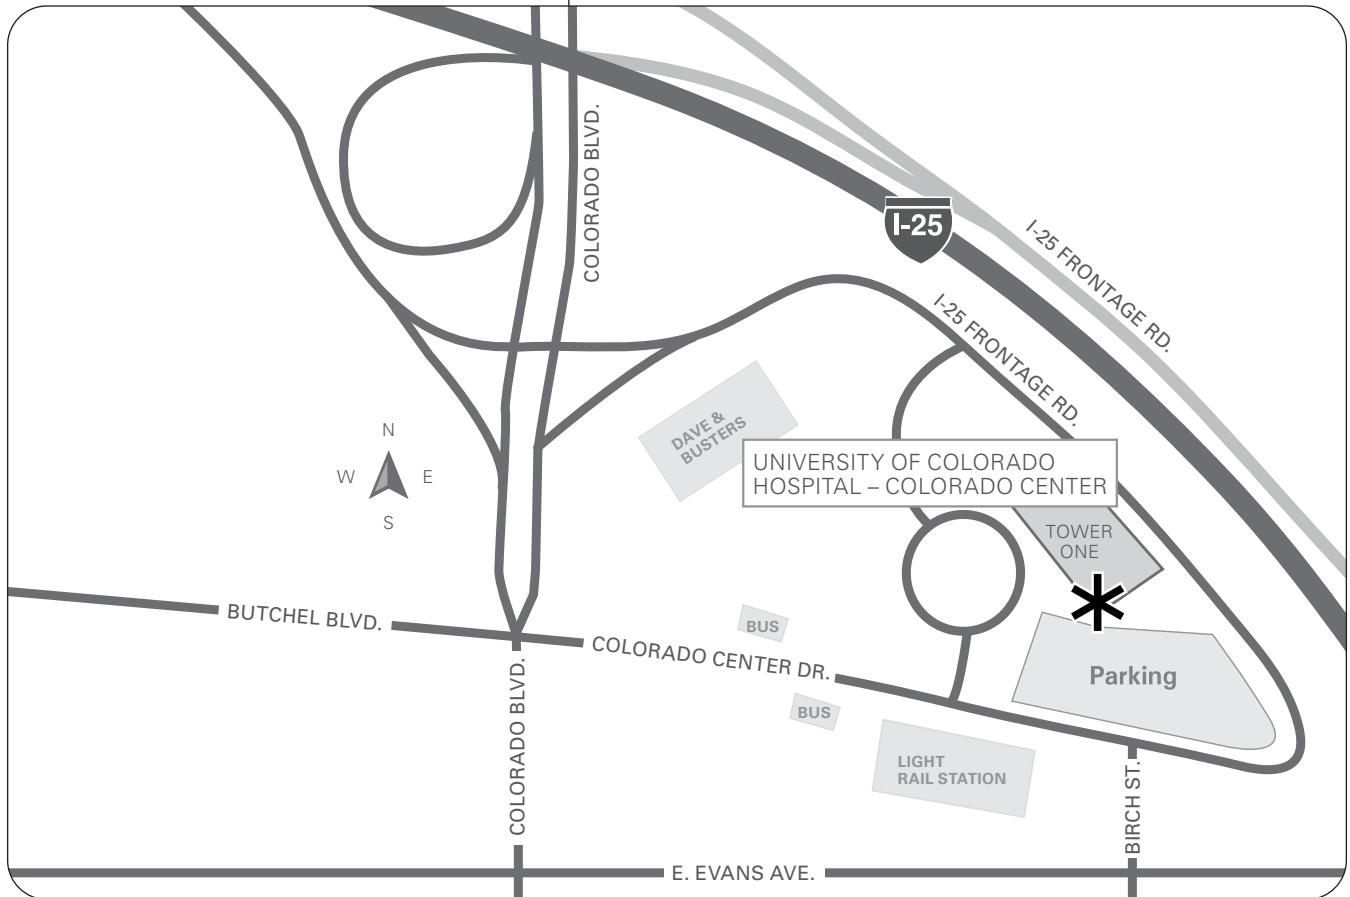 COLORADO BLVD.
I-25
I-25 FRONTAGE RD.
I-25 FRONTAGE RD.
DAVE &
BUSTERS
N
W
E
S
UNIVERSITY OF COLORADO
HOSPITAL – COLORADO CENTER
TOWER
ONE
BUTCHEL BLVD.
BUS
COLORADO CENTER DR.
Parking
BUS
COLORADO BLVD.
LIGHT
RAIL STATION
BIRCH ST.
E. EVANS AVE.